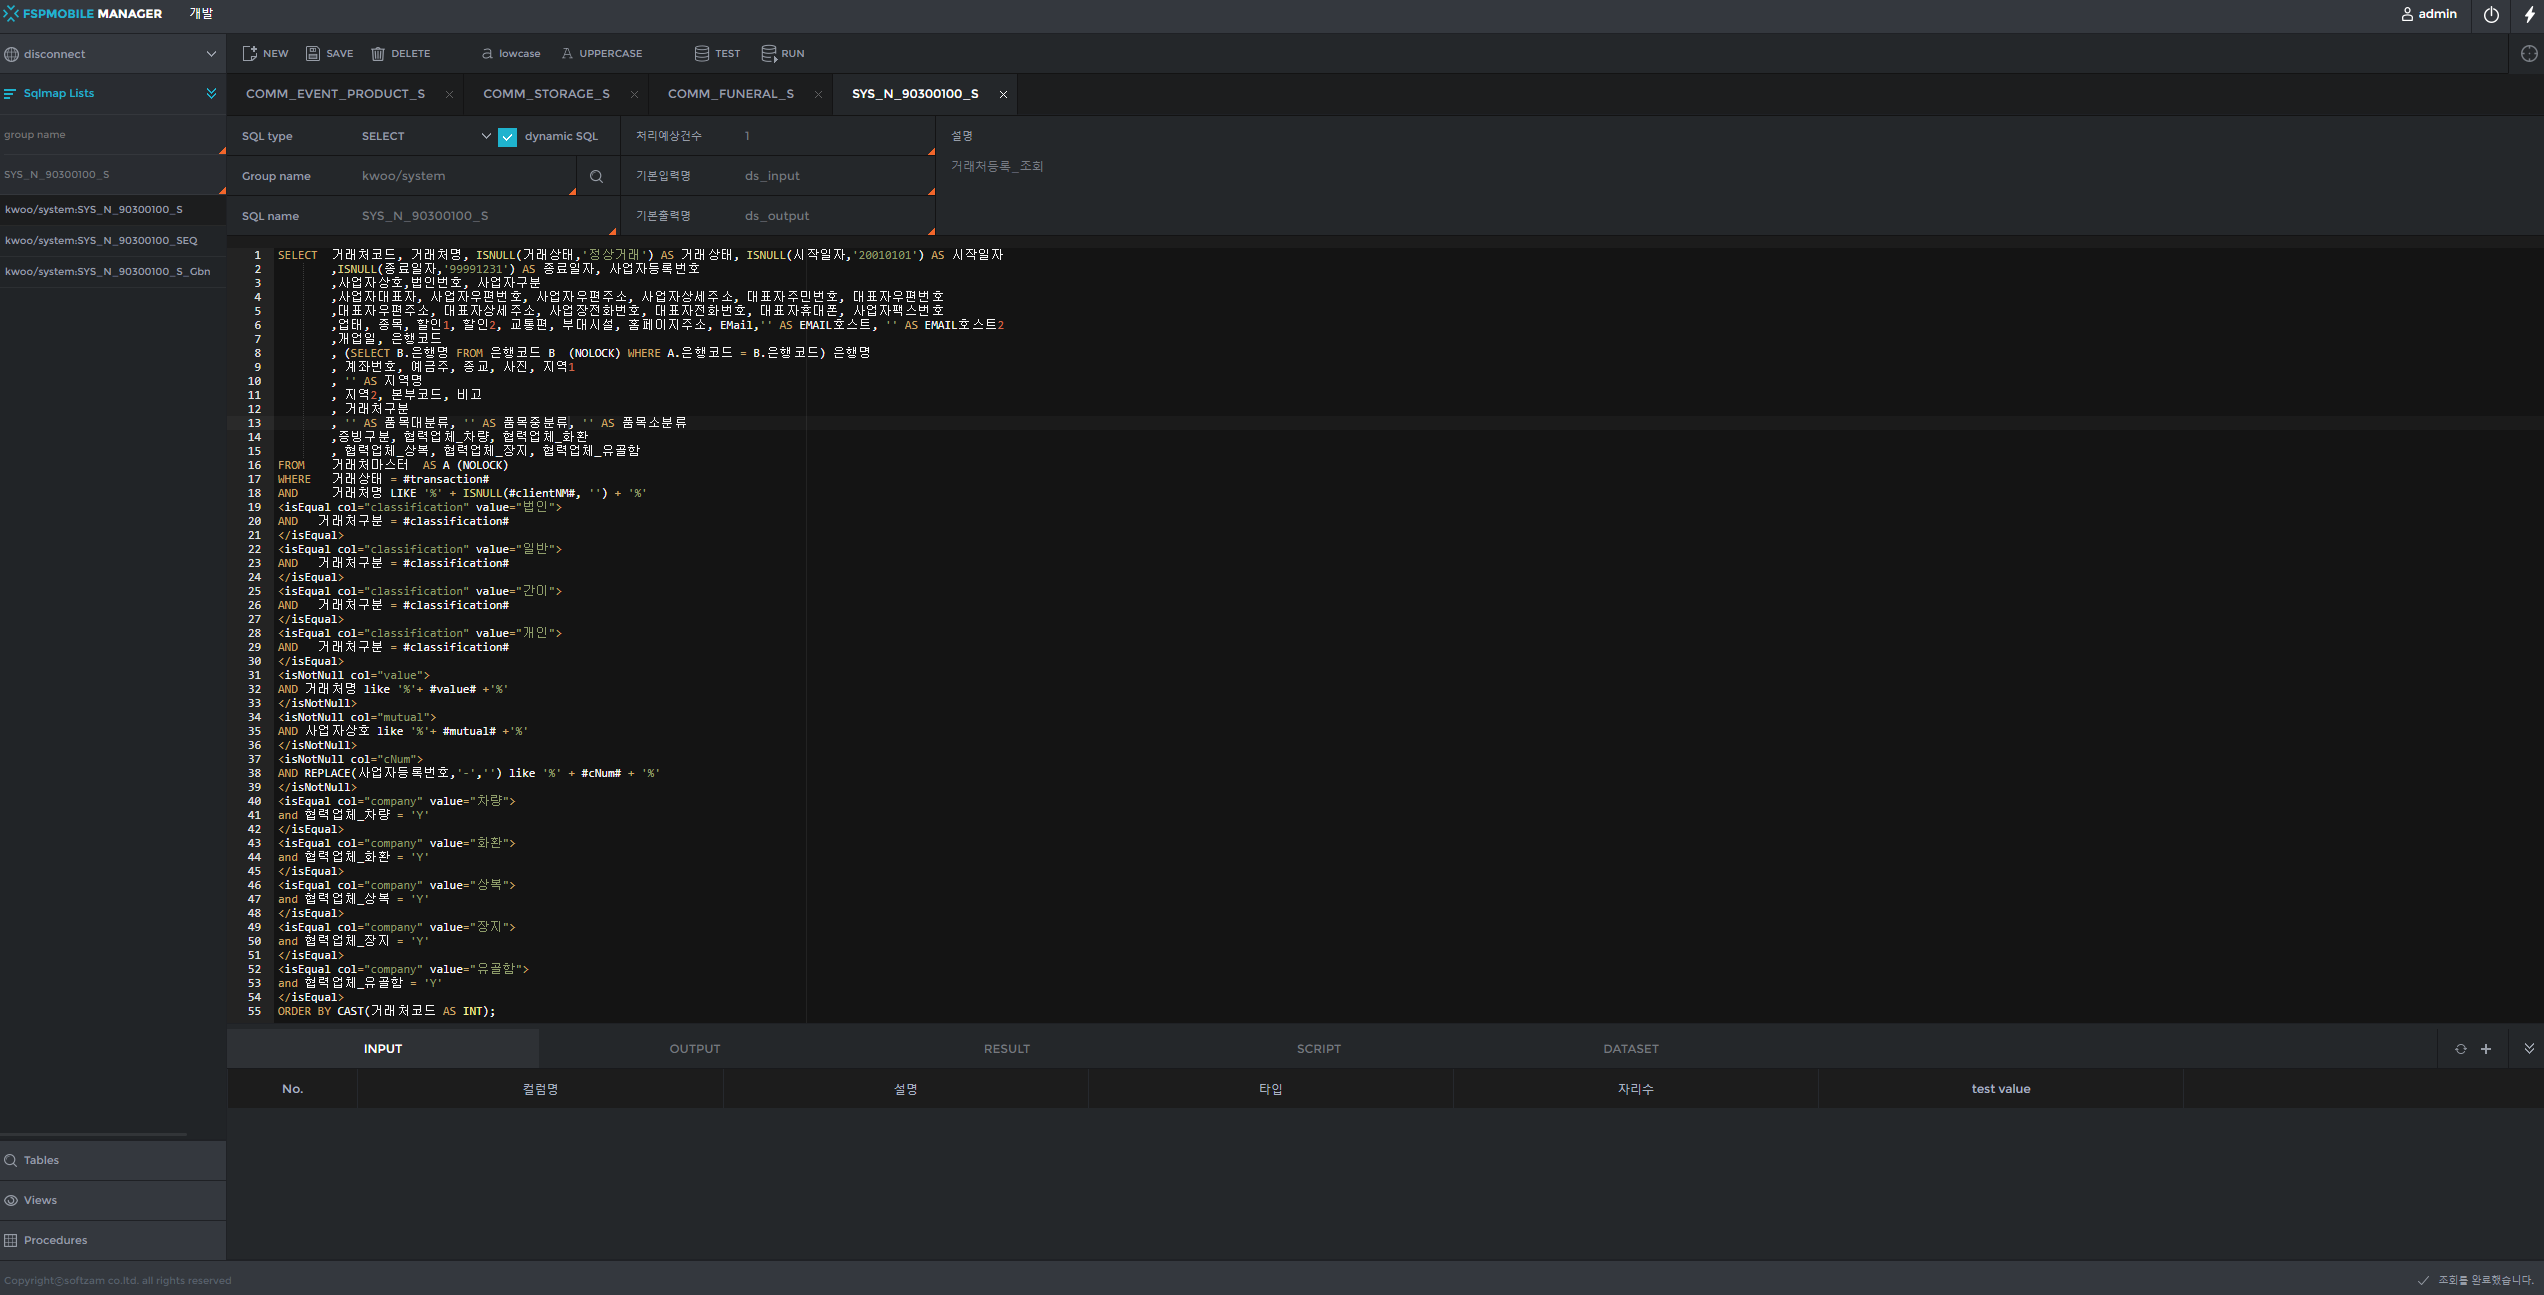 FSPMOBILE MANAGER 개발 admin
disconnect
NEW SAVE DELETE lowcase UPPERCASE TEST RUN
Sqlmap Lists
COMM_EVENT_PRODUCT_S COMM_STORAGE_S COMM_FUNERAL_S SYS_N_90300100_S
group name
SYS_N_90300100_S
kwoo/system:SYS_N_90300100_S
kwoo/system:SYS_N_90300100_SEQ
kwoo/system:SYS_N_90300100_S_Gbn
SQL type SELECT dynamic SQL 처리예상건수 1 설명
거래처등록_조회
Group name kwoo/system 기본입력명 ds_input
SQL name SYS_N_90300100_S 기본출력명 ds_output
1 SELECT 거래처코드, 거래처명, ISNULL(거래상태,'정상거래') AS 거래상태, ISNULL(시작일자,'20010101') AS 시작일자
2 ,ISNULL(종료일자,'99991231') AS 종료일자, 사업자등록번호
3 ,사업자상호,법인번호, 사업자구분
4 ,사업자대표자, 사업자우편번호, 사업자우편주소, 사업자상세주소, 대표자주민번호, 대표자우편번호
5 ,대표자우편주소, 대표자상세주소, 사업장전화번호, 대표자전화번호, 대표자휴대폰, 사업자팩스번호
6 ,업태, 종목, 할인1, 할인2, 교통편, 부대시설, 홈페이지주소, EMail,'' AS EMAIL호스트, '' AS EMAIL호스트2
7 ,개업일, 은행코드
8 , (SELECT B.은행명 FROM 은행코드 B (NOLOCK) WHERE A.은행코드 = B.은행코드) 은행명
9 , 계좌번호, 예금주, 종교, 사진, 지역1
10 , '' AS 지역명
11 , 지역2, 본부코드, 비고
12 , 거래처구분
13 , '' AS 품목대분류, '' AS 품목중분류, '' AS 품목소분류
14 ,증빙구분, 협력업체_차량, 협력업체_화환
15 , 협력업체_상복, 협력업체_장지, 협력업체_유골함
16 FROM 거래처마스터 AS A (NOLOCK)
17 WHERE 거래상태 = #transaction#
18 AND 거래처명 LIKE '%' + ISNULL(#clientNM#, '') + '%'
19 <isEqual col="classification" value="법인">
20 AND 거래처구분 = #classification#
21 </isEqual>
22 <isEqual col="classification" value="일반">
23 AND 거래처구분 = #classification#
24 </isEqual>
25 <isEqual col="classification" value="간이">
26 AND 거래처구분 = #classification#
27 </isEqual>
28 <isEqual col="classification" value="개인">
29 AND 거래처구분 = #classification#
30 </isEqual>
31 <isNotNull col="value">
32 AND 거래처명 like '%'+ #value# +'%'
33 </isNotNull>
34 <isNotNull col="mutual">
35 AND 사업자상호 like '%'+ #mutual# +'%'
36 </isNotNull>
37 <isNotNull col="cNum">
38 AND REPLACE(사업자등록번호,'-','') like '%' + #cNum# + '%'
39 </isNotNull>
40 <isEqual col="company" value="차량">
41 and 협력업체_차량 = 'Y'
42 </isEqual>
43 <isEqual col="company" value="화환">
44 and 협력업체_화환 = 'Y'
45 </isEqual>
46 <isEqual col="company" value="상복">
47 and 협력업체_상복 = 'Y'
48 </isEqual>
49 <isEqual col="company" value="장지">
50 and 협력업체_장지 = 'Y'
51 </isEqual>
52 <isEqual col="company" value="유골함">
53 and 협력업체_유골함 = 'Y'
54 </isEqual>
55 ORDER BY CAST(거래처코드 AS INT);
INPUT OUTPUT RESULT SCRIPT DATASET
No. 컬럼명 설명 타입 자리수 test value
Tables
Views
Procedures
Copyrightⓒsoftzam co.ltd. all rights reserved 조회를 완료했습니다.